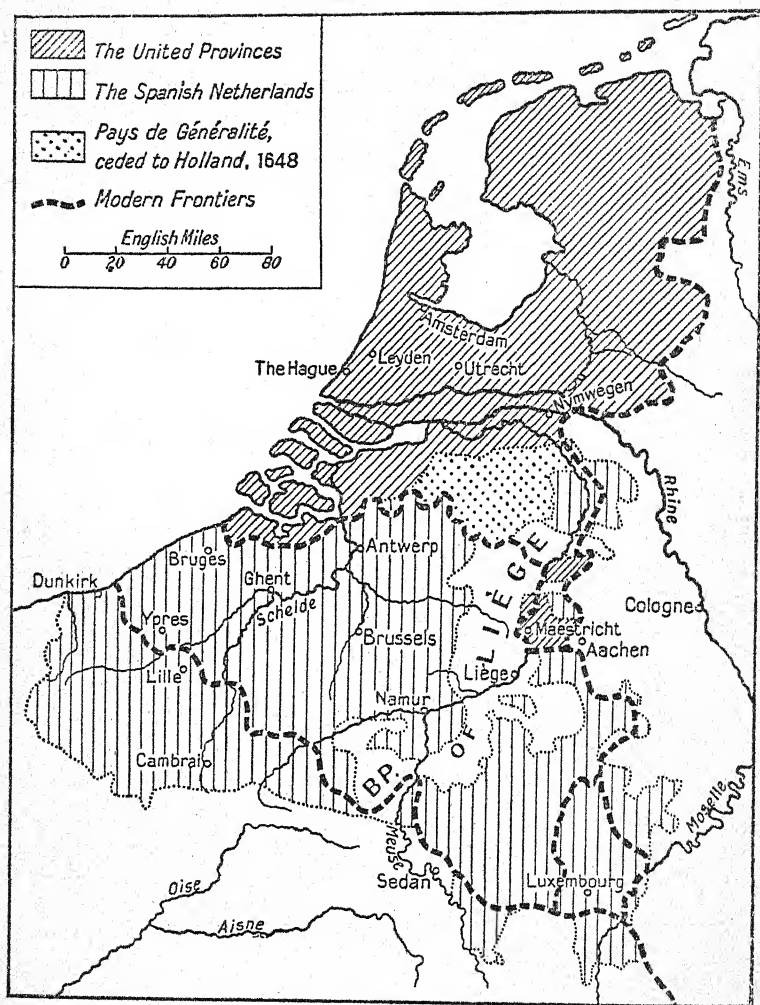 The United Provinces
The Spanish Netherlands
Pays de Généralité,
ceded to Holland, 1648
Modern Frontiers
English Miles
0 20 40 60 80
Ems
Amsterdam
Leyden
The Hague
Utrecht
Nymwegen
Rhine
Antwerp
Bruges
Dunkirk
Ghent
Schelde
Ypres
Brussels
Lille
Cologne
Maestricht
Aachen
Liège
Namur
Cambrai
BP. OF LIÉGE
Moselle
Meuse
Sedan
Luxembourg
Oise
Aisne